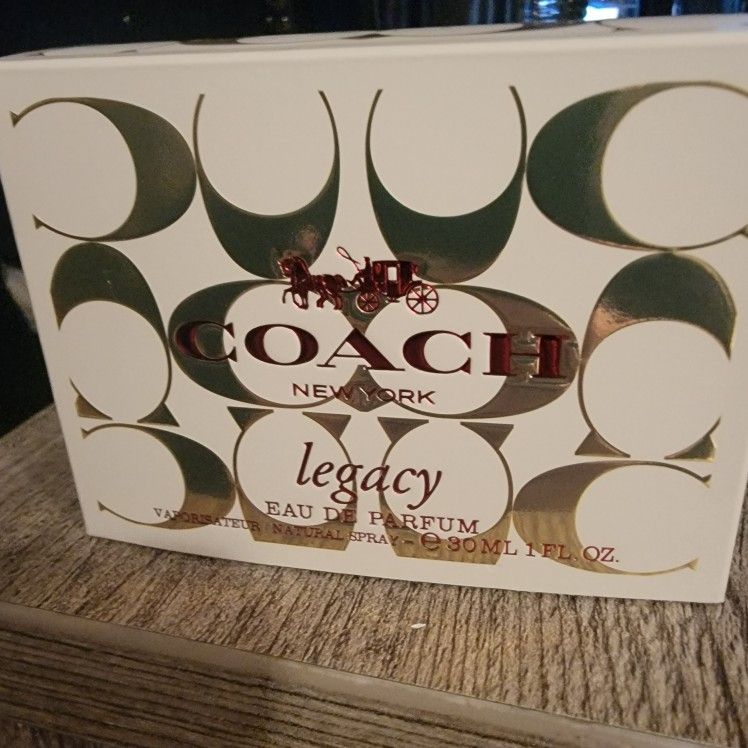 COACH
NEW YORK
legacy
EAU DE PARFUM
VAPORISATEUR / NATURAL SPRAY - ℮ 30 ML 1 FL. OZ.